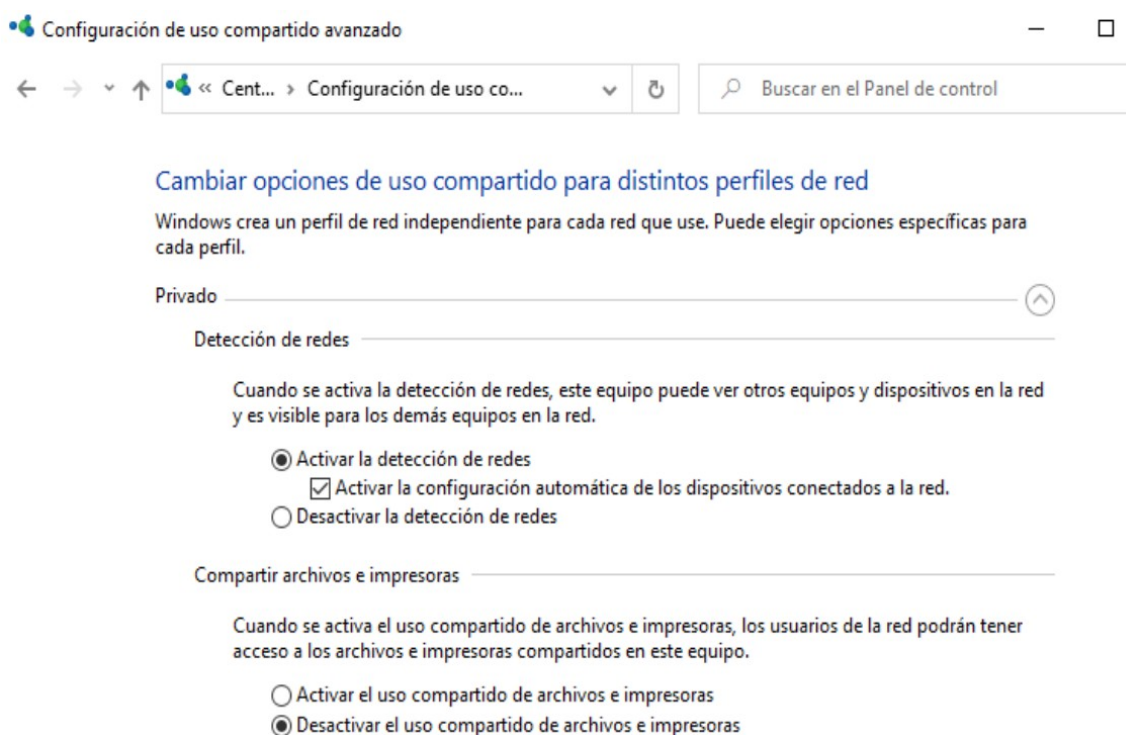 Configuración de uso compartido avanzado
« Cent... › Configuración de uso co...
Buscar en el Panel de control
Cambiar opciones de uso compartido para distintos perfiles de red
Windows crea un perfil de red independiente para cada red que use. Puede elegir opciones específicas para
cada perfil.
Privado
Detección de redes
Cuando se activa la detección de redes, este equipo puede ver otros equipos y dispositivos en la red
y es visible para los demás equipos en la red.
Activar la detección de redes
Activar la configuración automática de los dispositivos conectados a la red.
Desactivar la detección de redes
Compartir archivos e impresoras
Cuando se activa el uso compartido de archivos e impresoras, los usuarios de la red podrán tener
acceso a los archivos e impresoras compartidos en este equipo.
Activar el uso compartido de archivos e impresoras
Desactivar el uso compartido de archivos e impresoras